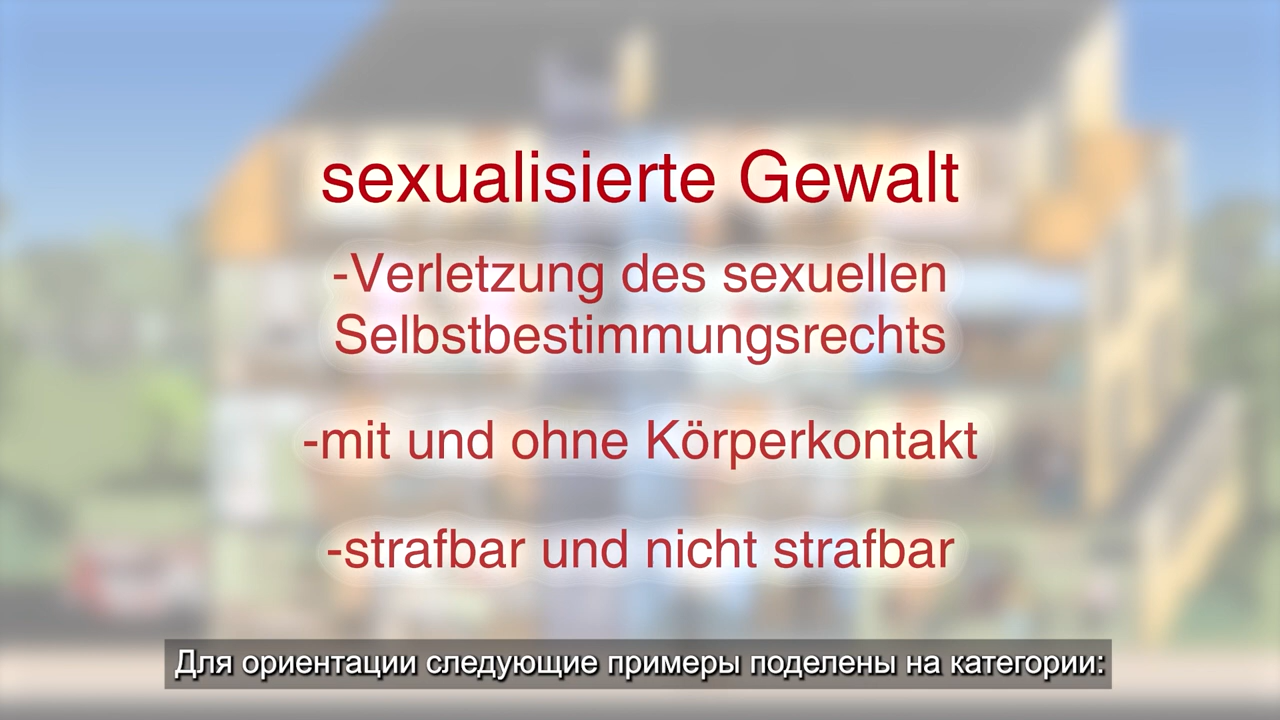 sexualisierte Gewalt
-Verletzung des sexuellen
Selbstbestimmungsrechts
-mit und ohne Körperkontakt
-strafbar und nicht strafbar
Для ориентации следующие примеры поделены на категории: